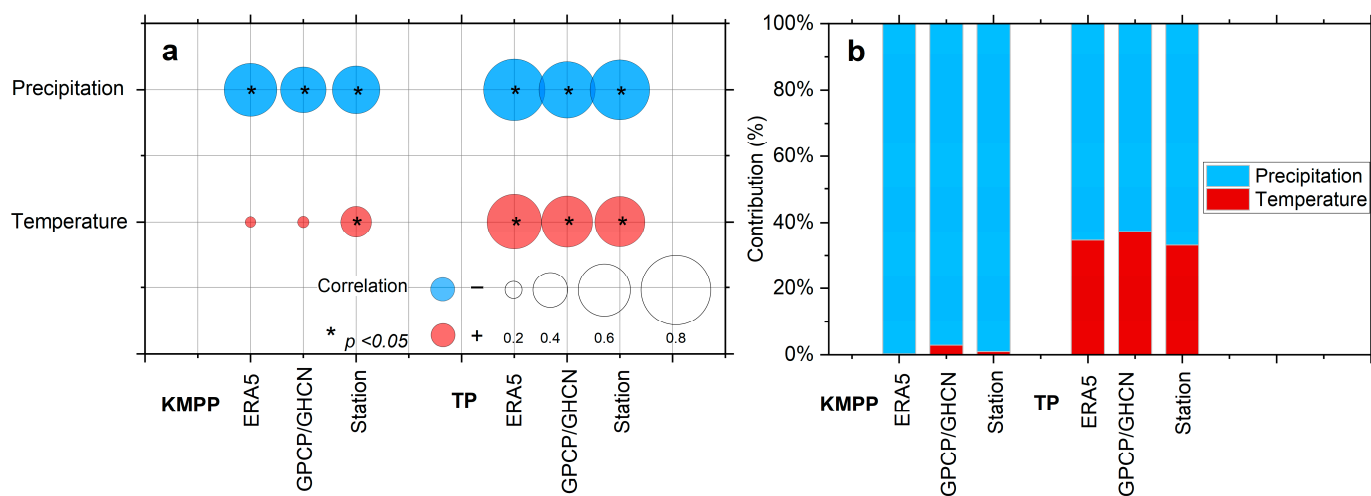 a
Precipitation
Temperature
Correlation
−
* p <0.05
+
0.2
0.4
0.6
0.8
* * * * * *
* * * *
KMPP
ERA5
GPCP/GHCN
Station
TP
ERA5
GPCP/GHCN
Station
b
Contribution (%)
100%
80%
60%
40%
20%
0%
Precipitation
Temperature
KMPP
ERA5
GPCP/GHCN
Station
TP
ERA5
GPCP/GHCN
Station